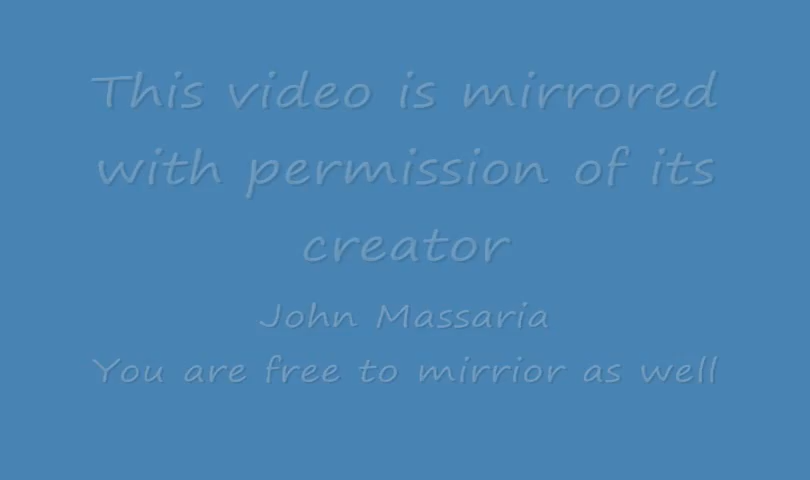 This video is mirrored
with permission of its
creator
John Massaria
You are free to mirrior as well